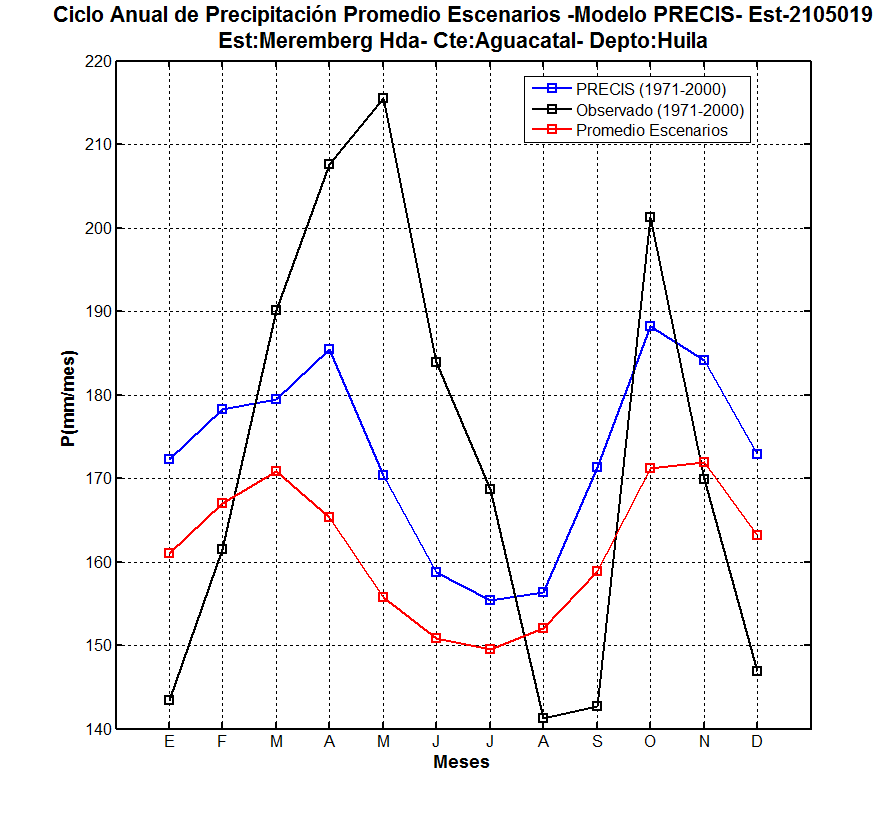 Ciclo Anual de Precipitación Promedio Escenarios -Modelo PRECIS- Est-2105019
Est:Meremberg Hda- Cte:Aguacatal- Depto:Huila
PRECIS (1971-2000)
Observado (1971-2000)
Promedio Escenarios
220
210
200
190
180
170
160
150
140
P(mm/mes)
E F M A M J J A S O N D
Meses